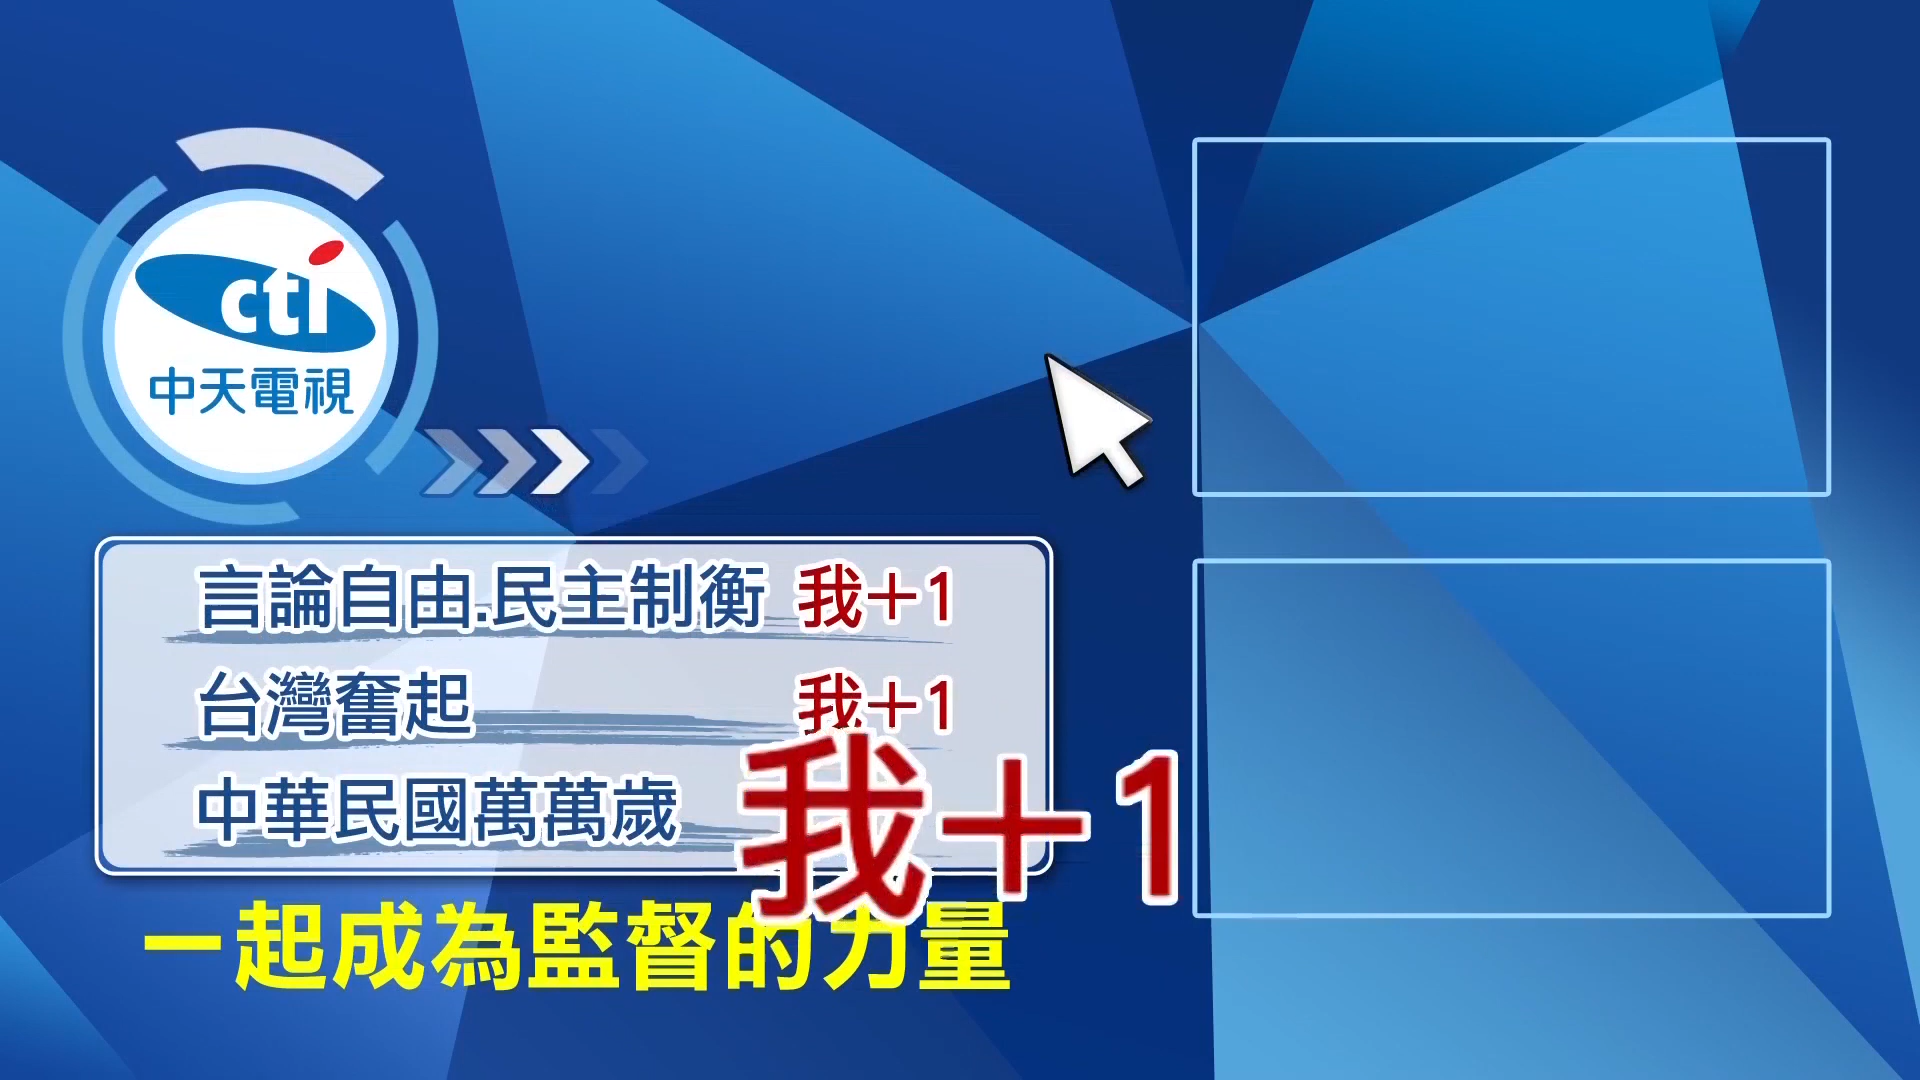 cti
中天電視
言論自由.民主制衡 我+1
台灣奮起 我+1
中華民國萬萬歲 我+1
一起成為監督的力量